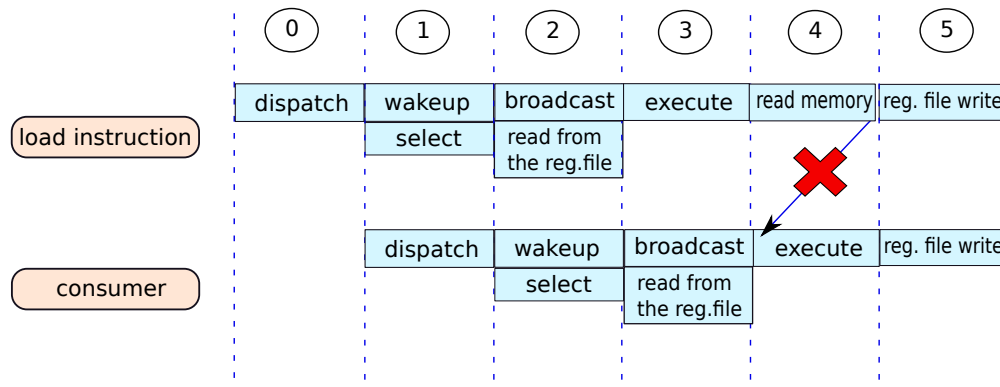 0 1 2 3 4 5
dispatch wakeup broadcast execute read memory reg. file write
load instruction
select read from
the reg.file
dispatch wakeup broadcast execute reg. file write
consumer
select read from
the reg.file